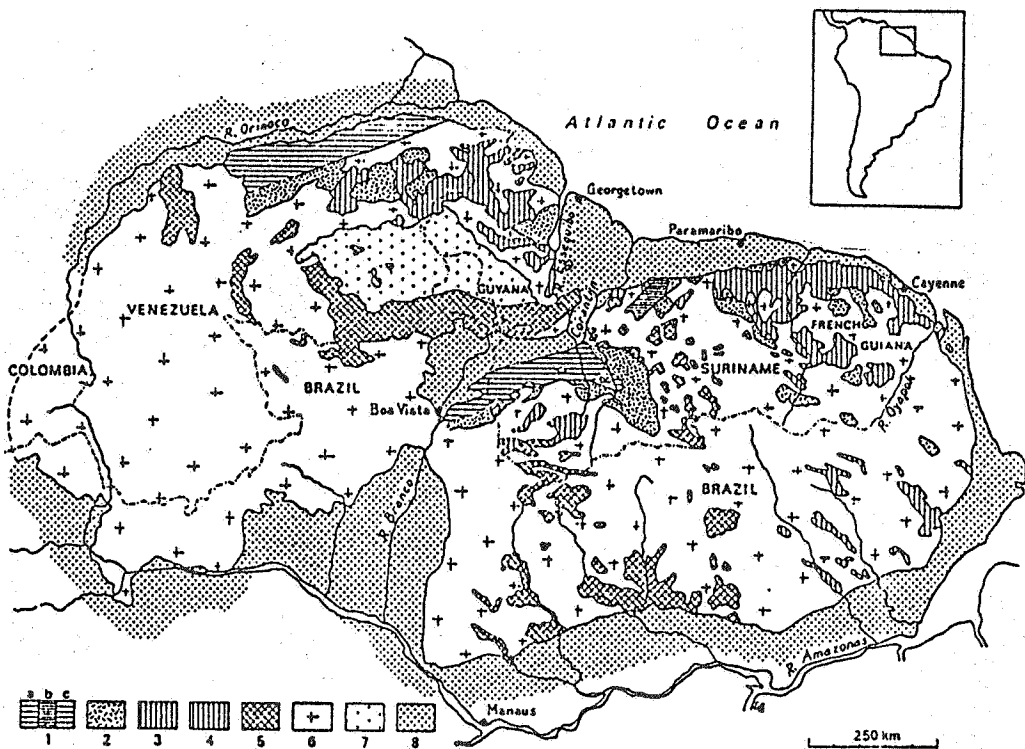 Atlantic Ocean
R. Orinoco
Georgetown
Paramaribo
Cayenne
GUYANA
VENEZUELA
FRENCH
GUIANA
COLOMBIA
SURINAME
BRAZIL
Boa Vista
R. Oyapok
R. Branco
BRAZIL
R. Amazonas
Manaus
a b c
1 2 3 4 5 6 7 8
250 km